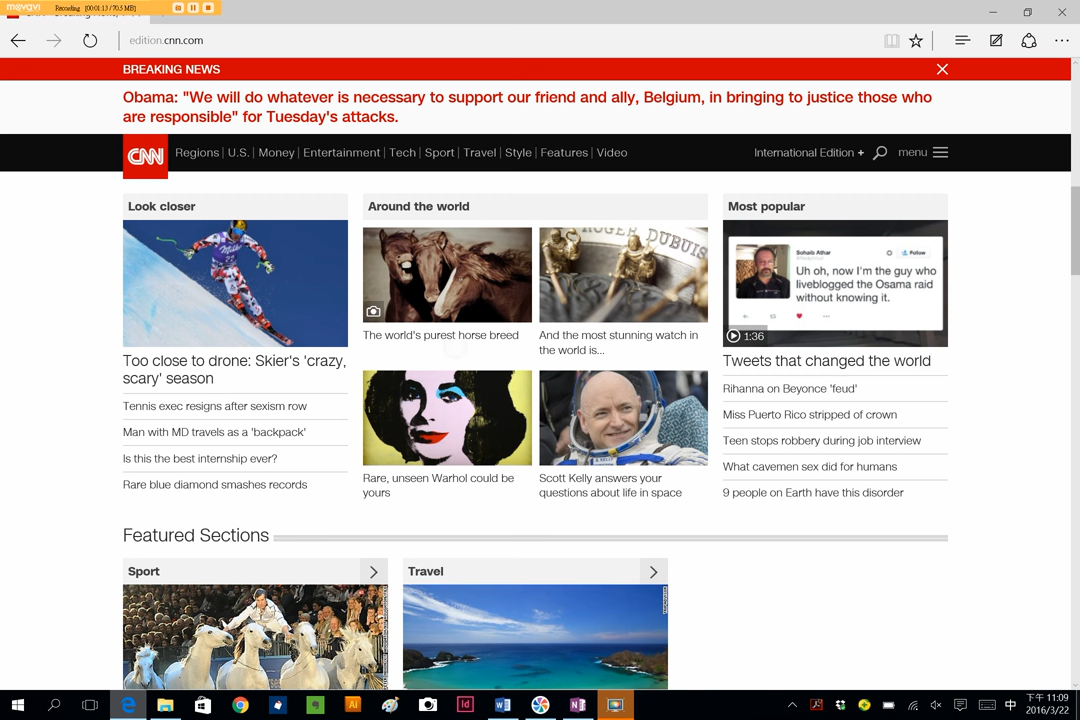 movavi Recording [00:01:13 / 70.5 MB]
edition.cnn.com
BREAKING NEWS
Obama: "We will do whatever is necessary to support our friend and ally, Belgium, in bringing to justice those who
are responsible" for Tuesday's attacks.
CNN Regions U.S. Money Entertainment Tech Sport Travel Style Features Video International Edition + menu
Look closer
Around the world
Most popular
ROGER DUBUIS
Sohaib Athar
Follow
Uh oh, now I'm the guy who
liveblogged the Osama raid
without knowing it.
1:36
The world's purest horse breed
And the most stunning watch in
the world is...
Too close to drone: Skier's 'crazy,
scary' season
Tennis exec resigns after sexism row
Man with MD travels as a 'backpack'
Is this the best internship ever?
Rare blue diamond smashes records
Rare, unseen Warhol could be
yours
Scott Kelly answers your
questions about life in space
Tweets that changed the world
Rihanna on Beyonce 'feud'
Miss Puerto Rico stripped of crown
Teen stops robbery during job interview
What cavemen sex did for humans
9 people on Earth have this disorder
Featured Sections
Sport
Travel
中
下午 11:09
2016/3/22